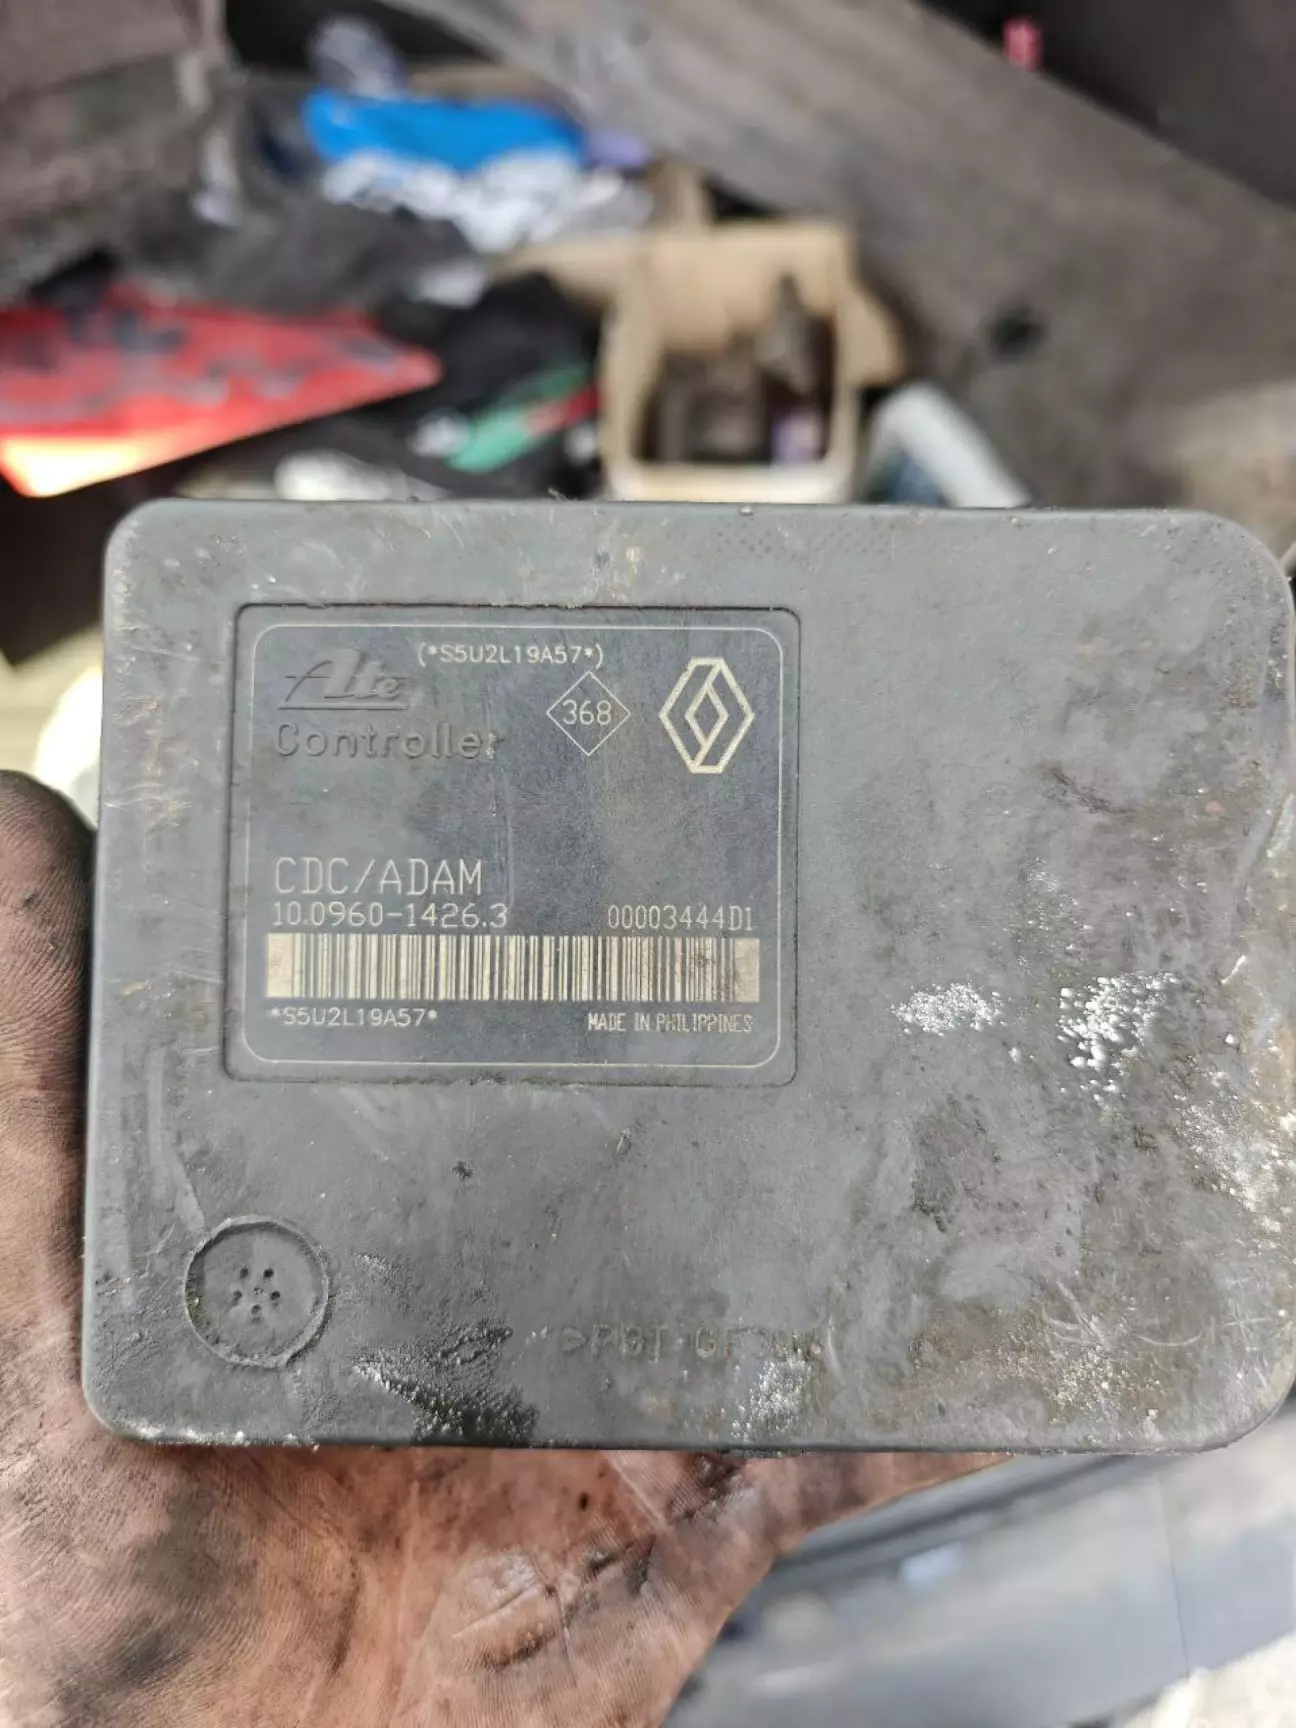 (*S5U2L19A57*)
Ate
368
Controller
CDC/ADAM
10.0960-1426.3 00003444D1
*S5U2L19A57*
MADE IN PHILIPPINES